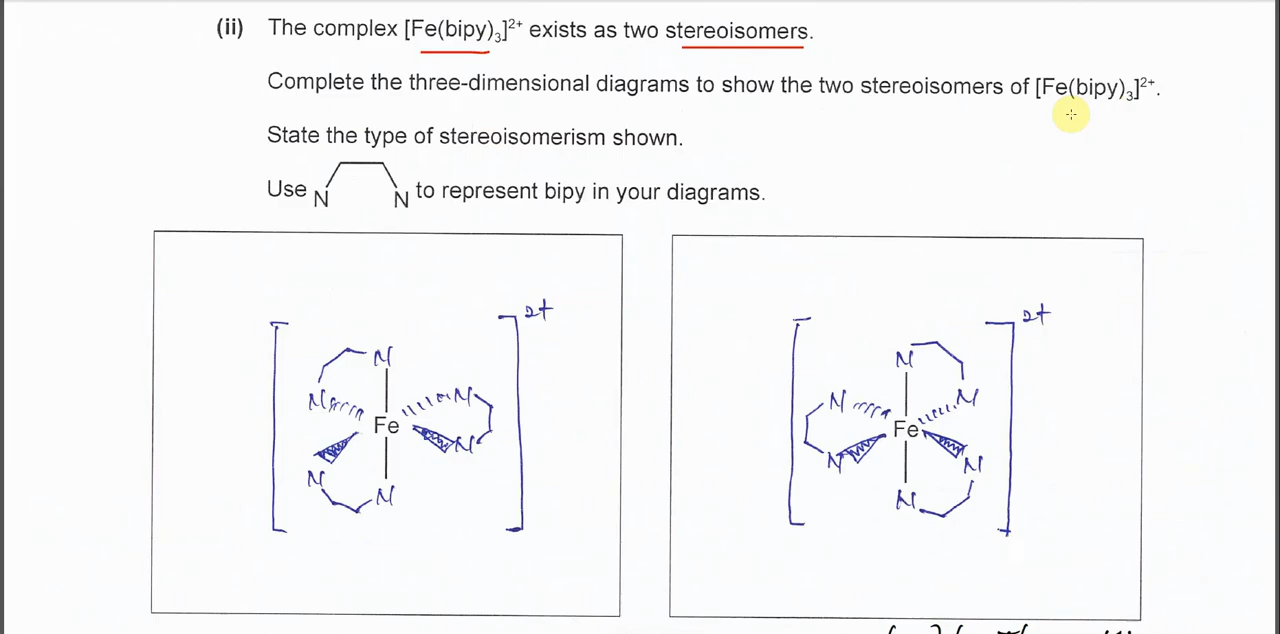 (ii) The complex [Fe(bipy)₃]²⁺ exists as two stereoisomers.
Complete the three-dimensional diagrams to show the two stereoisomers of [Fe(bipy)₃]²⁺.
State the type of stereoisomerism shown.
Use N N to represent bipy in your diagrams.
2+
N
N N
Fe
N
N
N
2+
N
N N
Fe
N N
N